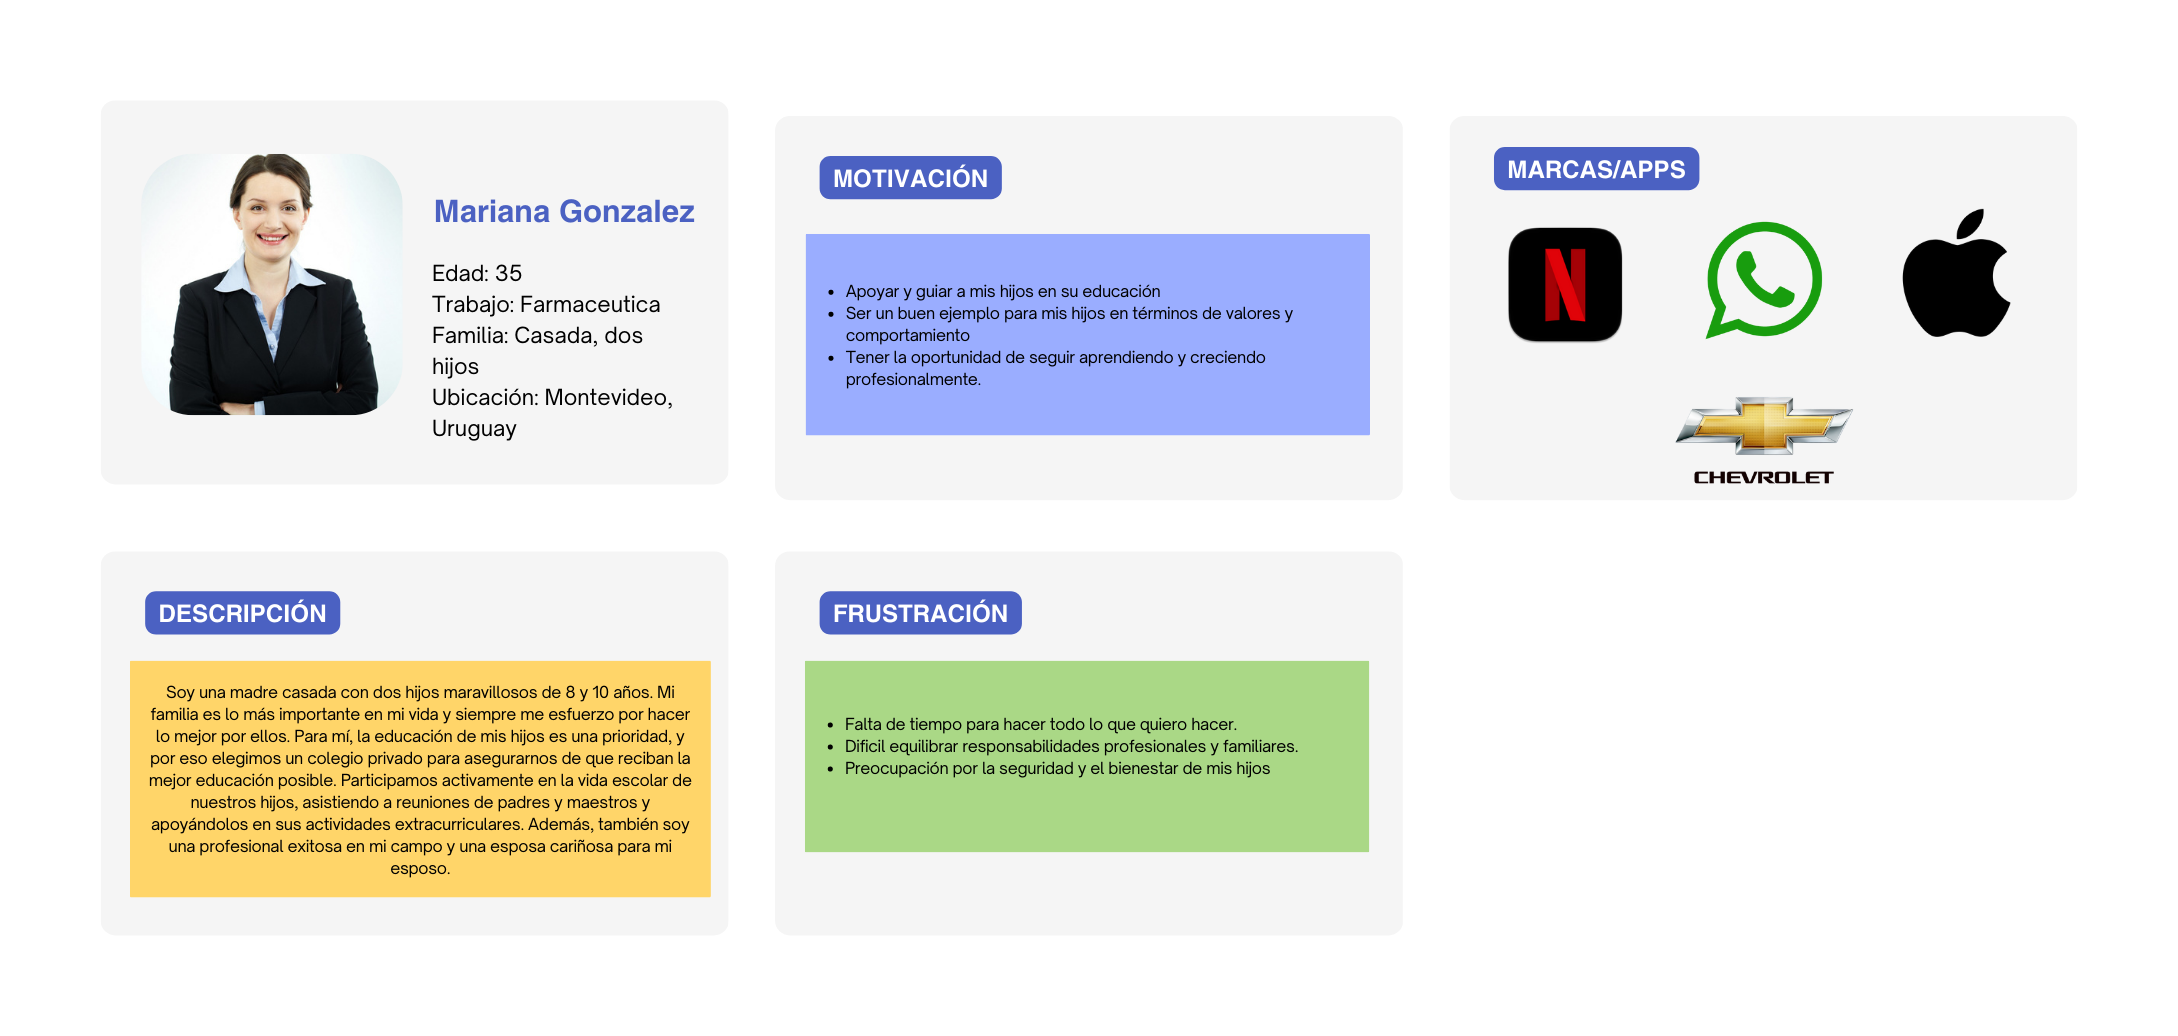 Mariana Gonzalez
Edad: 35
Trabajo: Farmaceutica
Familia: Casada, dos
hijos
Ubicación: Montevideo,
Uruguay
MOTIVACIÓN
Apoyar y guiar a mis hijos en su educación
Ser un buen ejemplo para mis hijos en términos de valores y
comportamiento
Tener la oportunidad de seguir aprendiendo y creciendo
profesionalmente.
MARCAS/APPS
N
CHEVROLET
DESCRIPCIÓN
Soy una madre casada con dos hijos maravillosos de 8 y 10 años. Mi
familia es lo más importante en mi vida y siempre me esfuerzo por hacer
lo mejor por ellos. Para mí, la educación de mis hijos es una prioridad, y
por eso elegimos un colegio privado para asegurarnos de que reciban la
mejor educación posible. Participamos activamente en la vida escolar de
nuestros hijos, asistiendo a reuniones de padres y maestros y
apoyándolos en sus actividades extracurriculares. Además, también soy
una profesional exitosa en mi campo y una esposa cariñosa para mi
esposo.
FRUSTRACIÓN
Falta de tiempo para hacer todo lo que quiero hacer.
Dificil equilibrar responsabilidades profesionales y familiares.
Preocupación por la seguridad y el bienestar de mis hijos